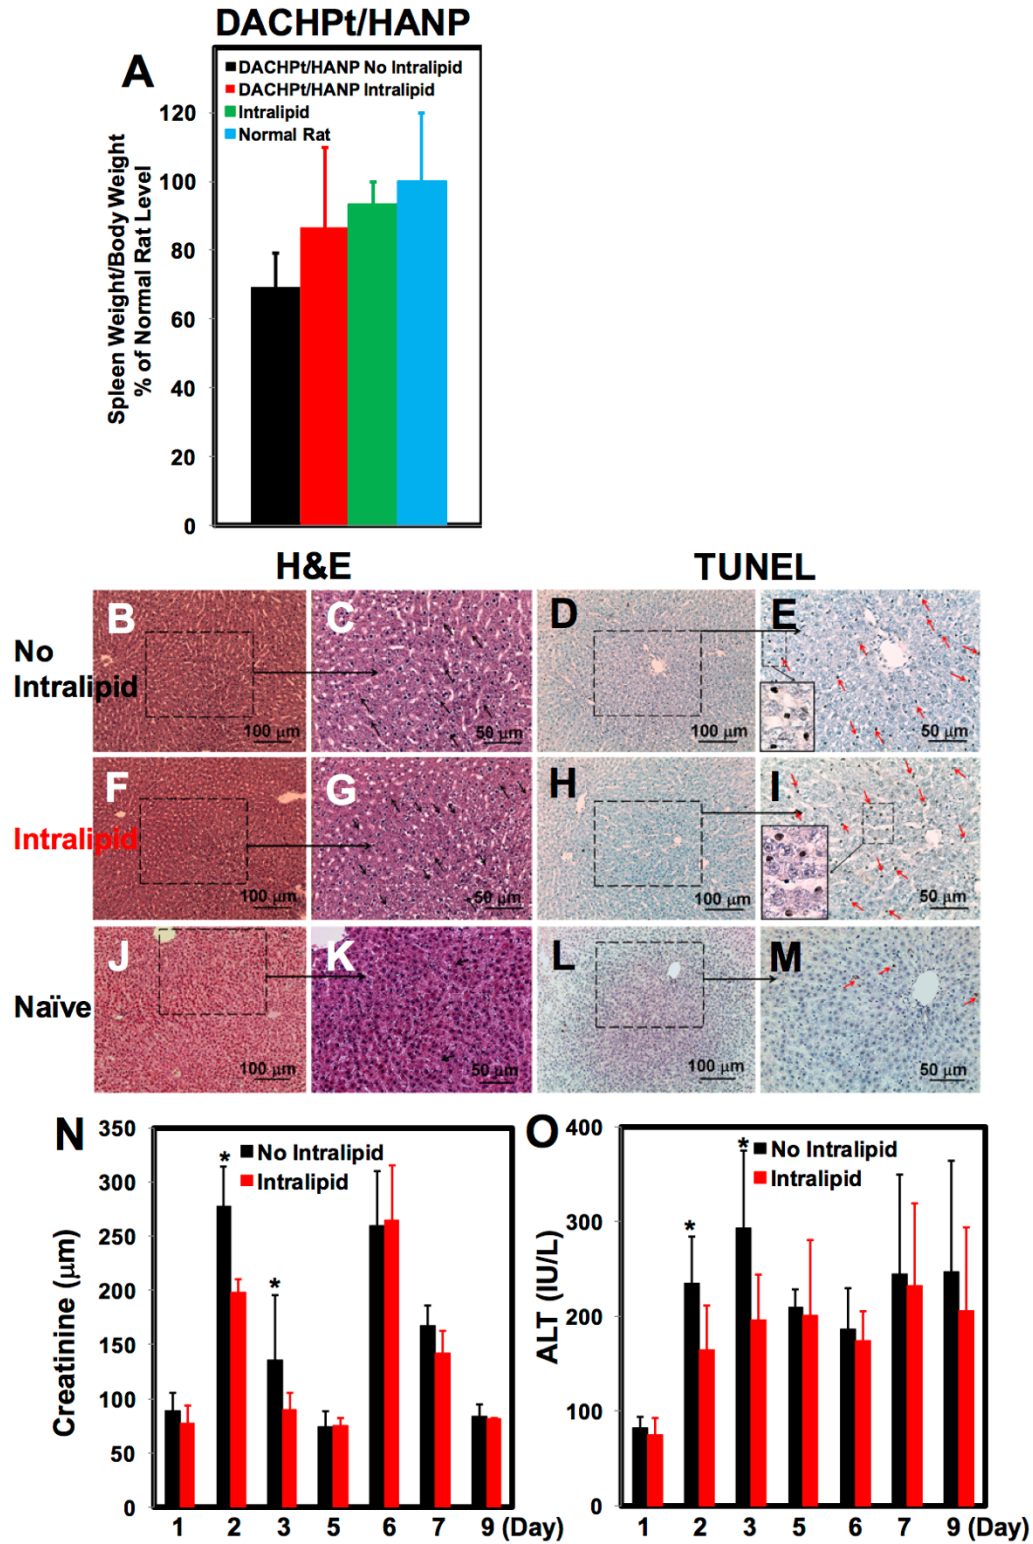 DACHPt/HANP
A
DACHPt/HANP No Intralipid
DACHPt/HANP Intralipid
Intralipid
Normal Rat
Spleen Weight/Body Weight
% of Normal Rat Level
120
100
80
60
40
20
0
H&E
TUNEL
No
Intralipid
B
100 μm
C
50 μm
D
100 μm
E
50 μm
Intralipid
F
100 μm
G
50 μm
H
100 μm
I
50 μm
Naïve
J
100 μm
K
50 μm
L
100 μm
M
50 μm
N
Creatinine (μm)
350
300
250
200
150
100
50
0
* No Intralipid
Intralipid
*
1 2 3 5 6 7 9 (Day)
O
ALT (IU/L)
400
300
200
100
0
* No Intralipid
Intralipid
*
1 2 3 5 6 7 9 (Day)